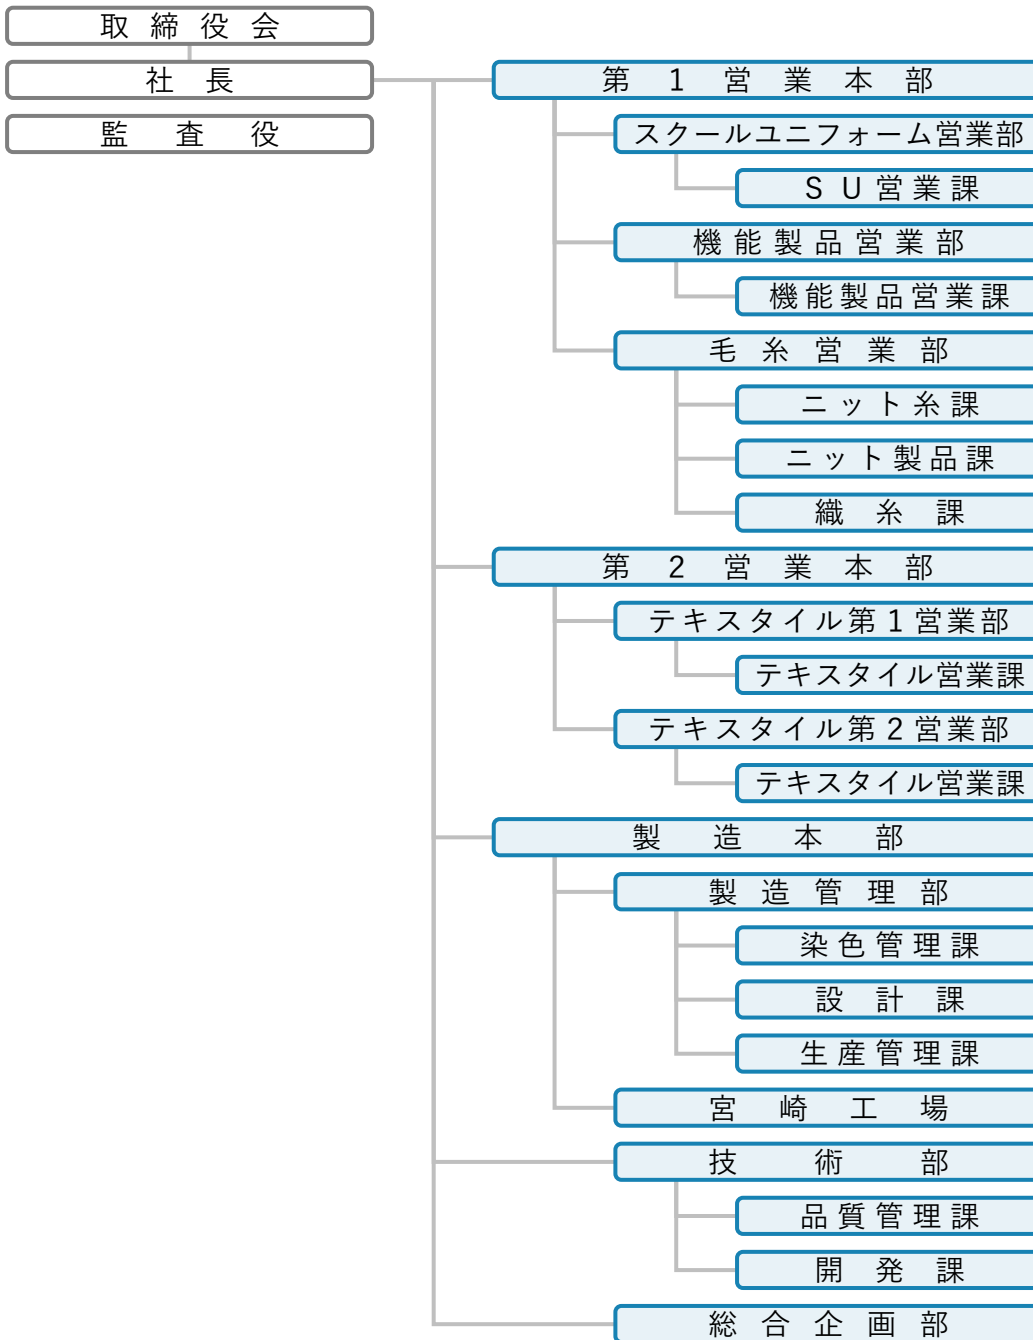 取締役会
社長
監査役
第1営業本部
スクールユニフォーム営業部
SU営業課
機能製品営業部
機能製品営業課
毛糸営業部
ニット糸課
ニット製品課
織糸課
第2営業本部
テキスタイル第1営業部
テキスタイル営業課
テキスタイル第2営業部
テキスタイル営業課
製造本部
製造管理部
染色管理課
設計課
生産管理課
宮崎工場
技術部
品質管理課
開発課
総合企画部